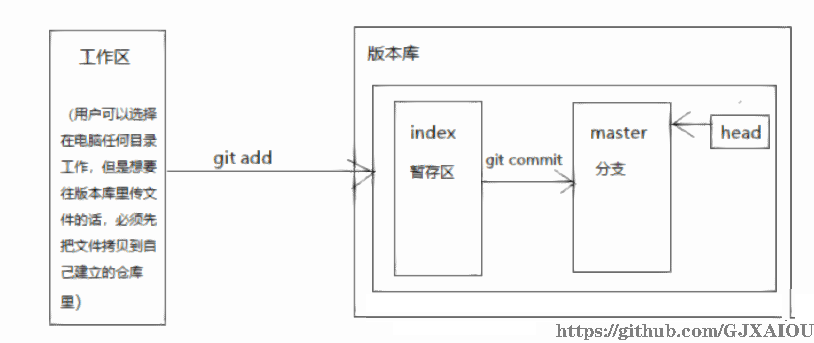 工作区
（用户可以选择
在电脑任何目录
工作，但是想要
往版本库里传文
件的话，必须先
把文件拷贝到自
己建立的仓库
里）
git add
版本库
index
暂存区
git commit
master
分支
head
https://github.com/GJXAIOU